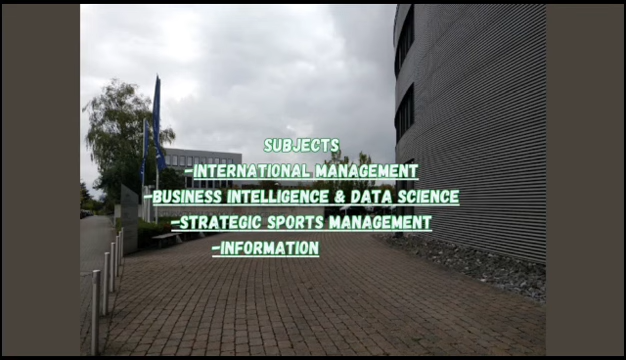 SUBJECTS
-INTERNATIONAL MANAGEMENT
-BUSINESS INTELLIGENCE & DATA SCIENCE
-STRATEGIC SPORTS MANAGEMENT
-INFORMATION